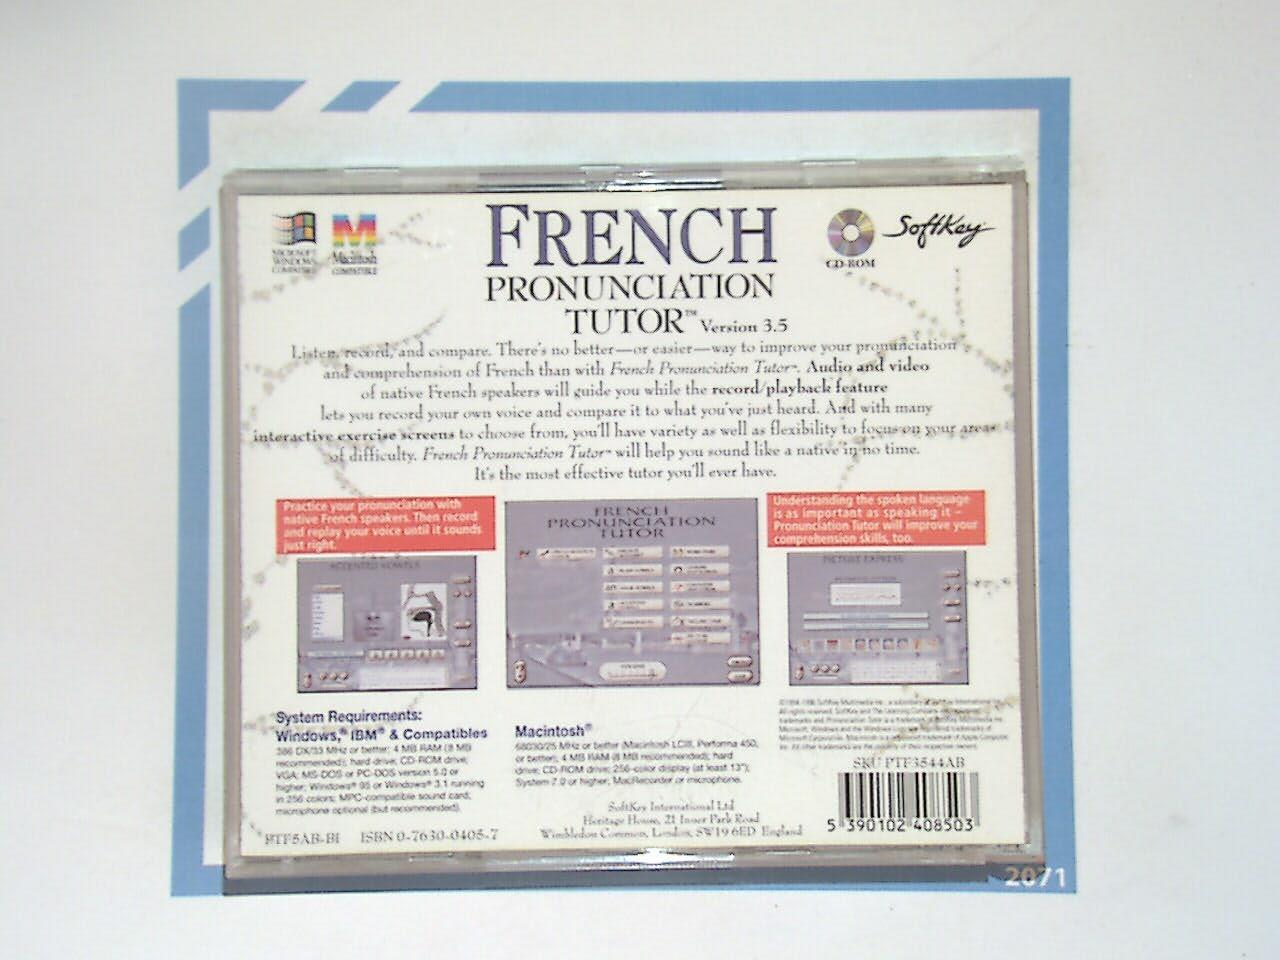 MICROSOFT
WINDOWS
COMPATIBLE
Macintosh
COMPATIBLE
FRENCH
PRONUNCIATION
TUTOR™ Version 3.5
CD-ROM
SoftKey
Listen, record, and compare. There's no better—or easier—way to improve your pronunciation
and comprehension of French than with French Pronunciation Tutor™. Audio and video
of native French speakers will guide you while the record/playback feature
lets you record your own voice and compare it to what you've just heard. And with many
interactive exercise screens to choose from, you'll have variety as well as flexibility to focus on your areas
of difficulty. French Pronunciation Tutor™ will help you sound like a native in no time.
It's the most effective tutor you'll ever have.
Practice your pronunciation with
native French speakers. Then record
and replay your voice until it sounds
just right.
ACCENTED VOWELS
FRENCH
PRONUNCIATION
TUTOR
Understanding the spoken language
is as important as speaking it –
Pronunciation Tutor will improve your
comprehension skills, too.
PICTURE EXPRESS
System Requirements:
Windows,® IBM® & Compatibles
386 DX/33 MHz or better; 4 MB RAM (8 MB
recommended); hard drive; CD-ROM drive;
VGA; MS-DOS or PC-DOS version 5.0 or
higher; Windows® 95 or Windows® 3.1 running
in 256 colors; MPC-compatible sound card;
microphone optional (but recommended).
Macintosh®
68030/25 MHz or better (Macintosh LCIII, Performa 450,
or better); 4 MB RAM (8 MB recommended); hard
drive; CD-ROM drive; 256-color display (at least 13");
System 7.0 or higher; MacRecorder or microphone.
SoftKey International Ltd
Heritage House, 21 Inner Park Road
Wimbledon Common, London, SW19 6ED England
PTF5AB-BI ISBN 0-7630-0405-7
SKU PTF3544AB
5 390102 408503
2071